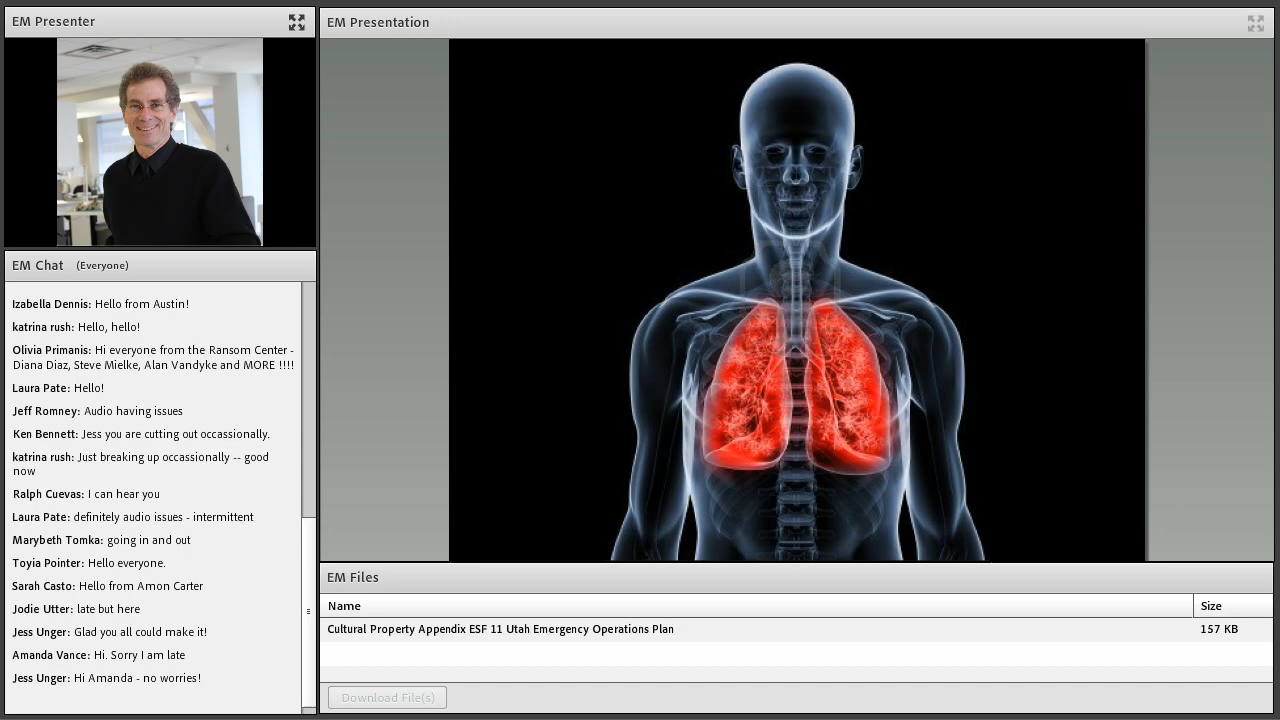 EM Presenter
EM Presentation
EM Chat (Everyone)
Izabella Dennis: Hello from Austin!
katrina rush: Hello, hello!
Olivia Primanis: Hi everyone from the Ransom Center -
Diana Diaz, Steve Mielke, Alan Vandyke and MORE !!!!
Laura Pate: Hello!
Jeff Romney: Audio having issues
Ken Bennett: Jess you are cutting out occassionally.
katrina rush: Just breaking up occassionally -- good
now
Ralph Cuevas: I can hear you
Laura Pate: definitely audio issues - intermittent
Marybeth Tomka: going in and out
Toyia Pointer: Hello everyone.
Sarah Casto: Hello from Amon Carter
Jodie Utter: late but here
Jess Unger: Glad you all could make it!
Amanda Vance: Hi. Sorry I am late
Jess Unger: Hi Amanda - no worries!
EM Files
Name Size
Cultural Property Appendix ESF 11 Utah Emergency Operations Plan 157 KB
Download File(s)